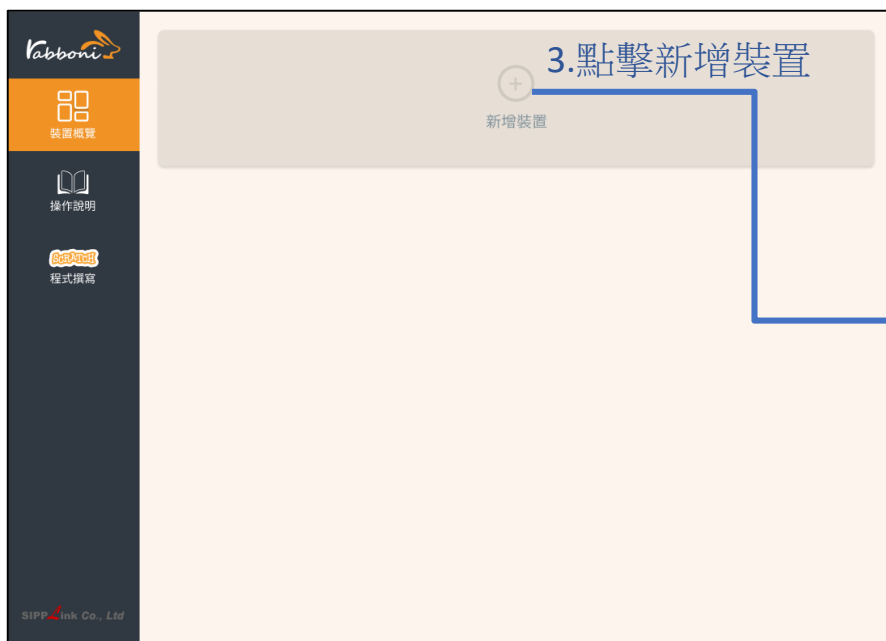 rabboni
3.點擊新增裝置
新增裝置
裝置概覽
操作說明
SCRATCH
程式撰寫
SIPPLink Co., Ltd